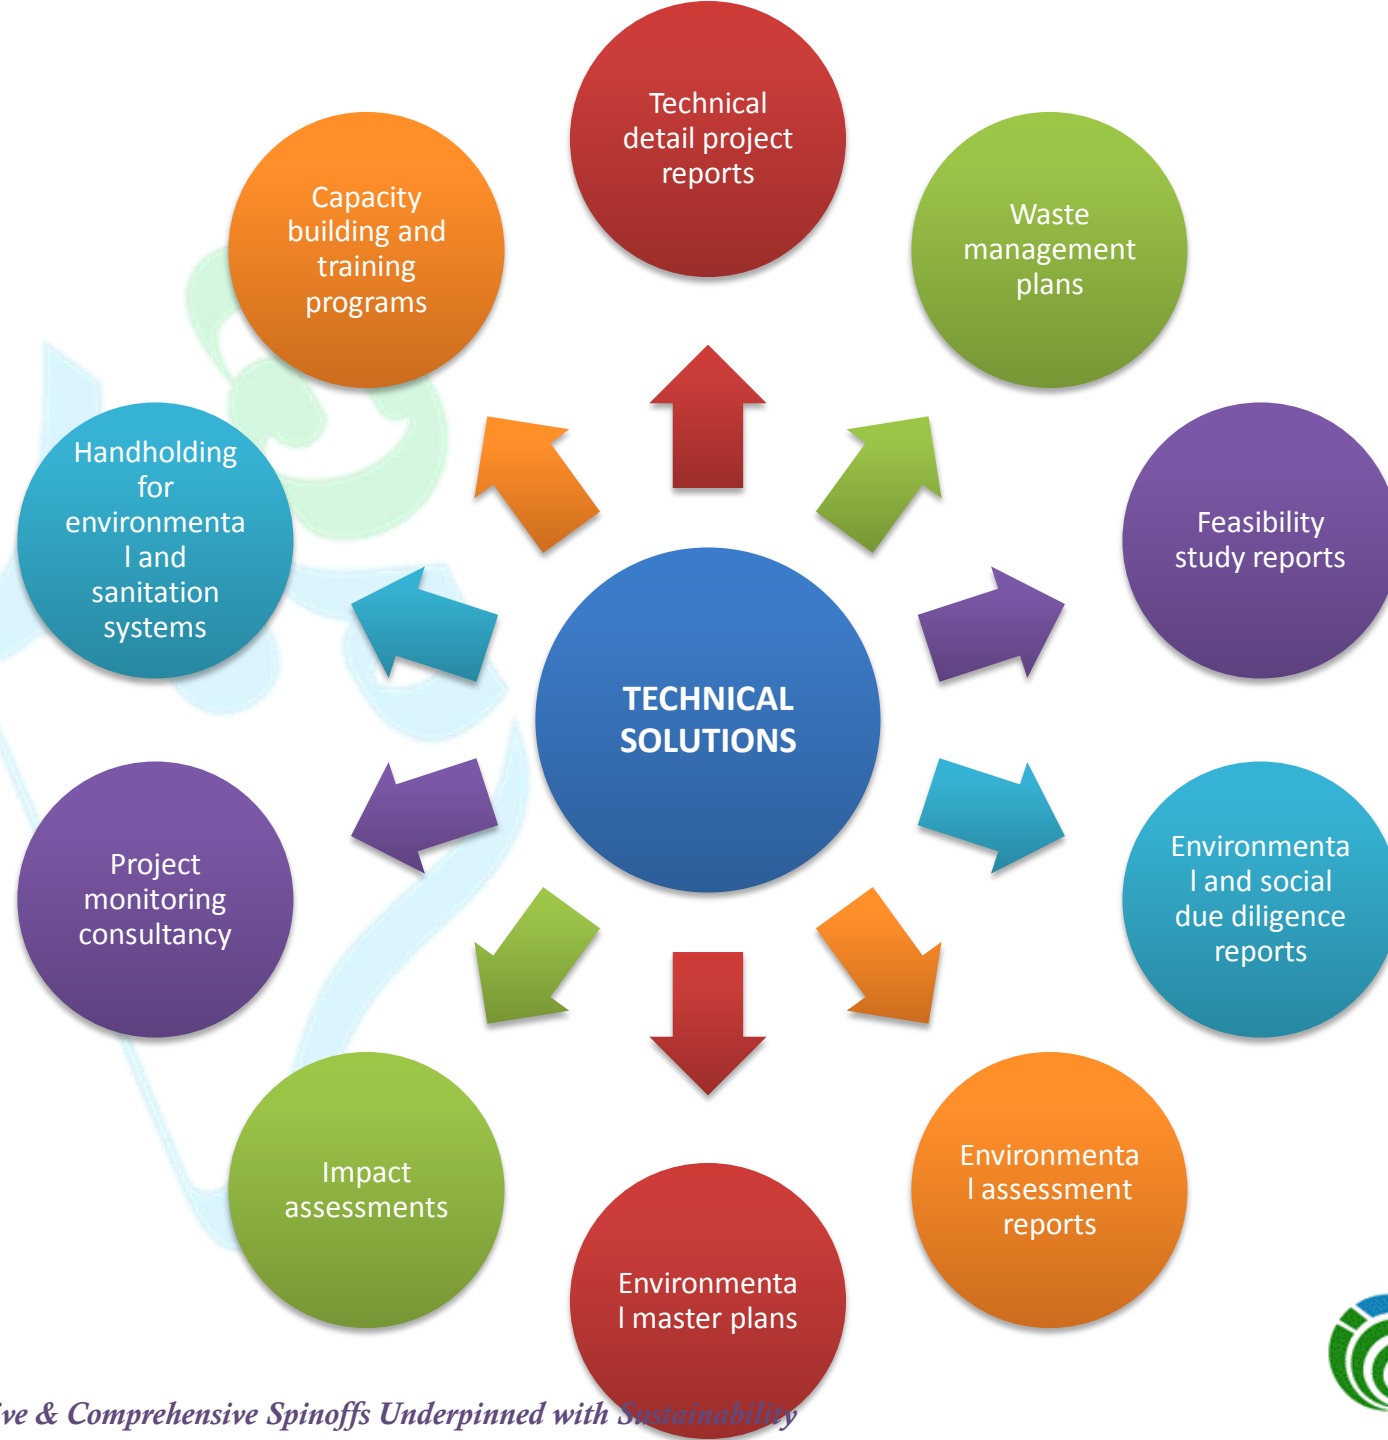 Technical
detail project
reports
Waste
management
plans
Feasibility
study reports
Environmenta
l and social
due diligence
reports
Environmenta
l assessment
reports
Environmenta
l master plans
Impact
assessments
Project
monitoring
consultancy
Handholding
for
environmenta
l and
sanitation
systems
Capacity
building and
training
programs
TECHNICAL
SOLUTIONS
& Comprehensive Spinoffs Underpinned with Sustainability